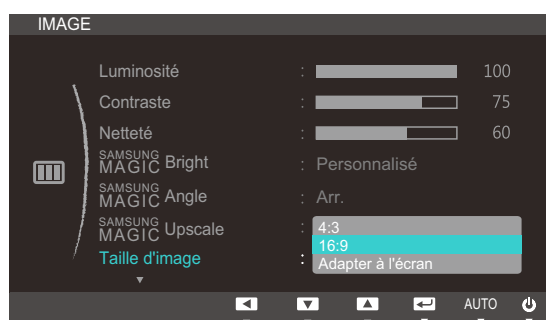 IMAGE
Luminosité : 100
Contraste : 75
Netteté : 60
SAMSUNG MAGIC Bright : Personnalisé
SAMSUNG MAGIC Angle : Arr.
SAMSUNG MAGIC Upscale :
4:3
16:9
Taille d'image :
Adapter à l'écran
AUTO